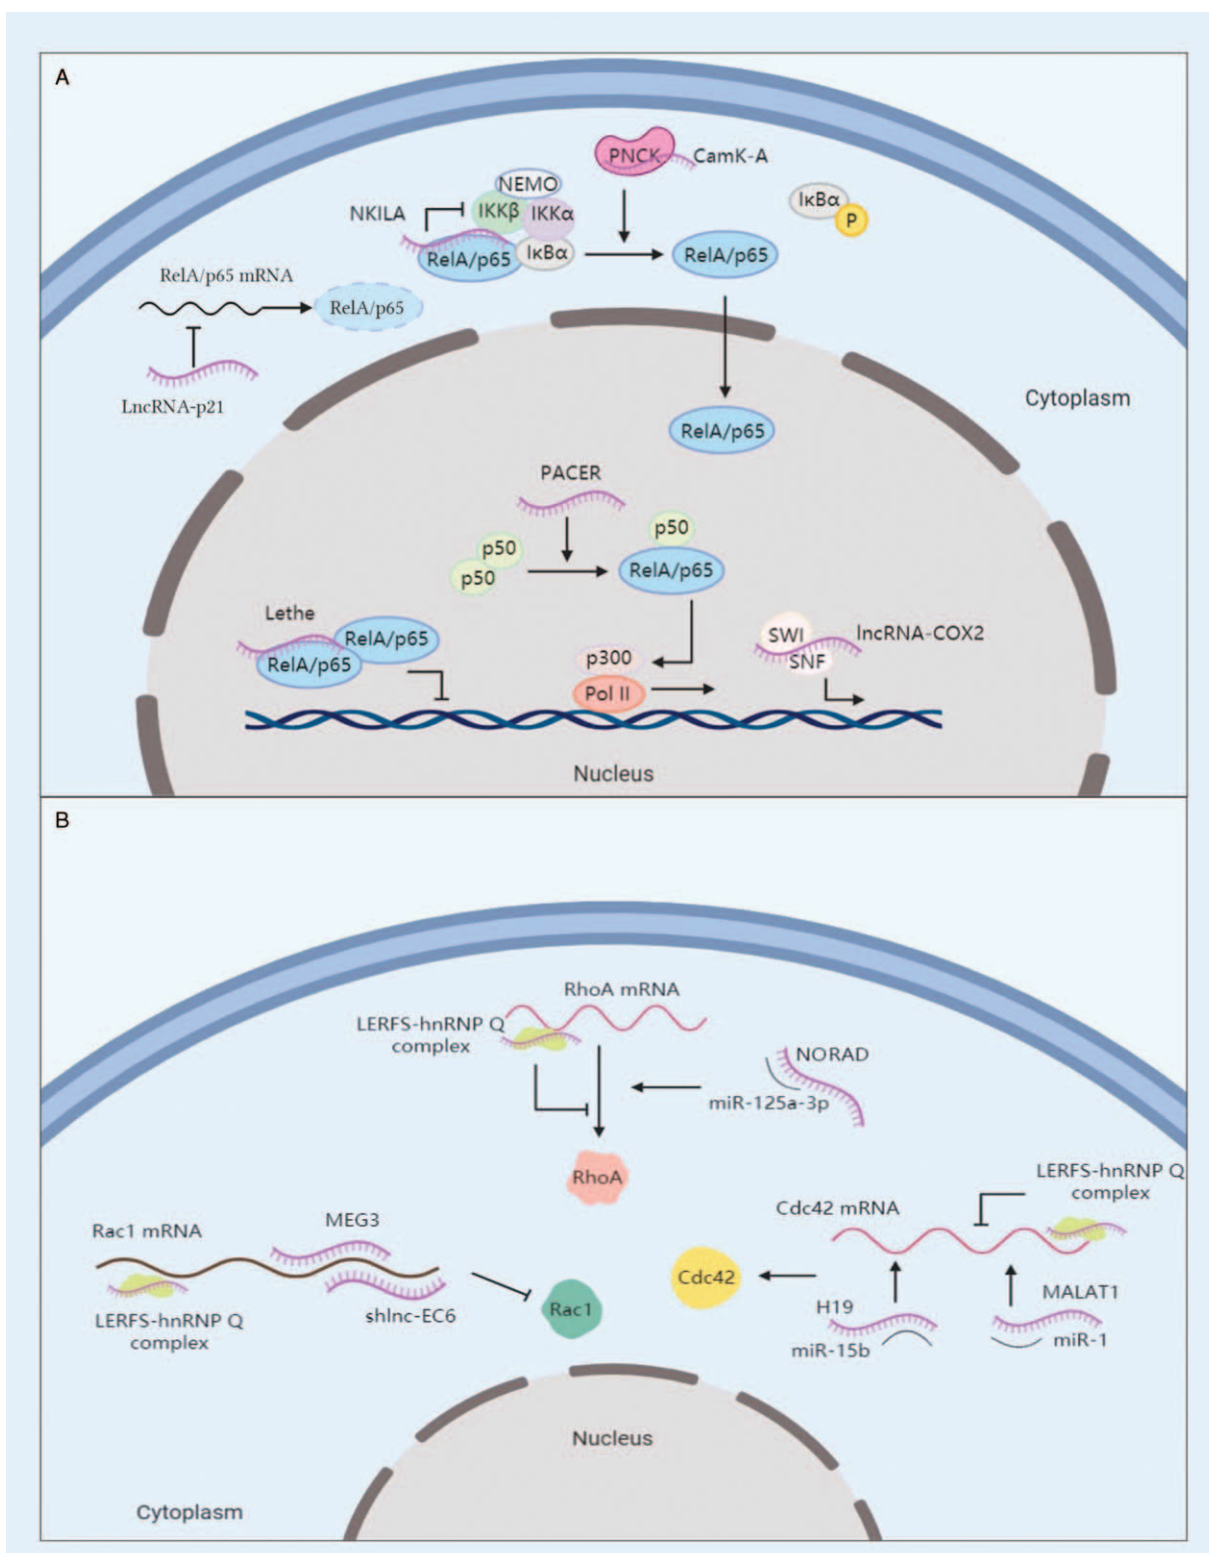 A
PNCK
CamK-A
NEMO
IκBα
P
NKILA
IKKβ
IKKα
RelA/p65
IκBα
RelA/p65
RelA/p65 mRNA
RelA/p65
LncRNA-p21
Cytoplasm
RelA/p65
PACER
p50
p50
p50
RelA/p65
Lethe
RelA/p65
RelA/p65
SWI
SNF
lncRNA-COX2
p300
Pol II
Nucleus
B
RhoA mRNA
LERFS-hnRNP Q
complex
NORAD
miR-125a-3p
RhoA
LERFS-hnRNP Q
complex
Cdc42 mRNA
MEG3
Rac1 mRNA
Cdc42
MALAT1
H19
Rac1
shlnc-EC6
LERFS-hnRNP Q
complex
miR-15b
miR-1
Nucleus
Cytoplasm